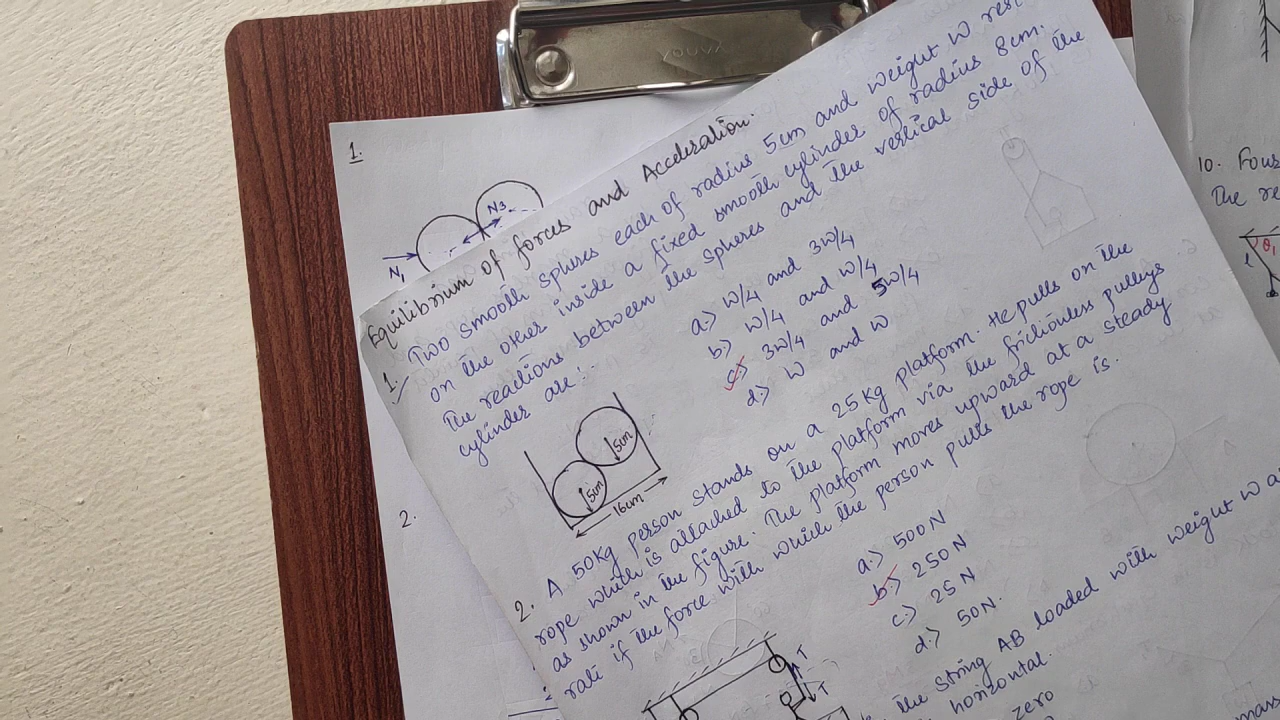 YOUVA
1.
N1
N3
2.
Equilibrium of forces and Acceleration.
1. Two smooth spheres each of radius 5cm and weight W
on the other inside a fixed smooth cylinder of radius 8cm.
The reactions between the spheres and the vertical side of the
cylinder are:-
a.) W/4 and 3W/4
b.) W/4 and W/4
c.) 3W/4 and 5W/4
d.) W and W
5cm
5cm
16cm
2. A 50Kg person stands on a 25Kg platform. He pulls on the
rope which is attached to the platform via the frictionless pulleys
as shown in the figure. The platform moves upward at a steady
rate if the force with which the person pulls the rope is.
a.) 500N
b.) 250N
c.) 25N
d.) 50N.
T
T
the string AB loaded with weight W
horizontal.
zero
10. Four
The
θ1